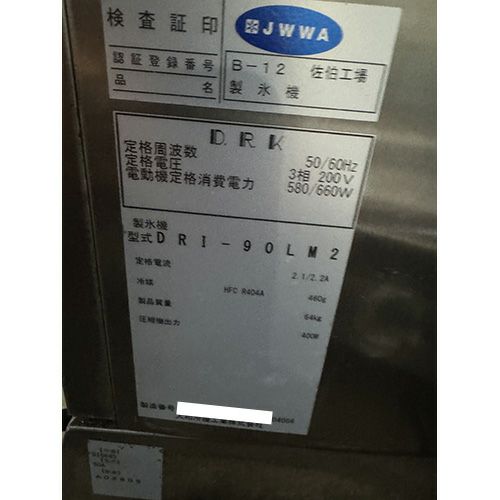 検査証印
JWWA
認証登録番号 B-12 佐伯工場
品名 製氷機
DRK
定格周波数 50/60Hz
定格電圧 3相 200V
電動機定格消費電力 580/660W
製氷機
型式 DRI-90LM2
定格電流 2.1/2.2A
冷媒 HFC R404A 460g
製品質量 64kg
圧縮機出力 400W
製造番号